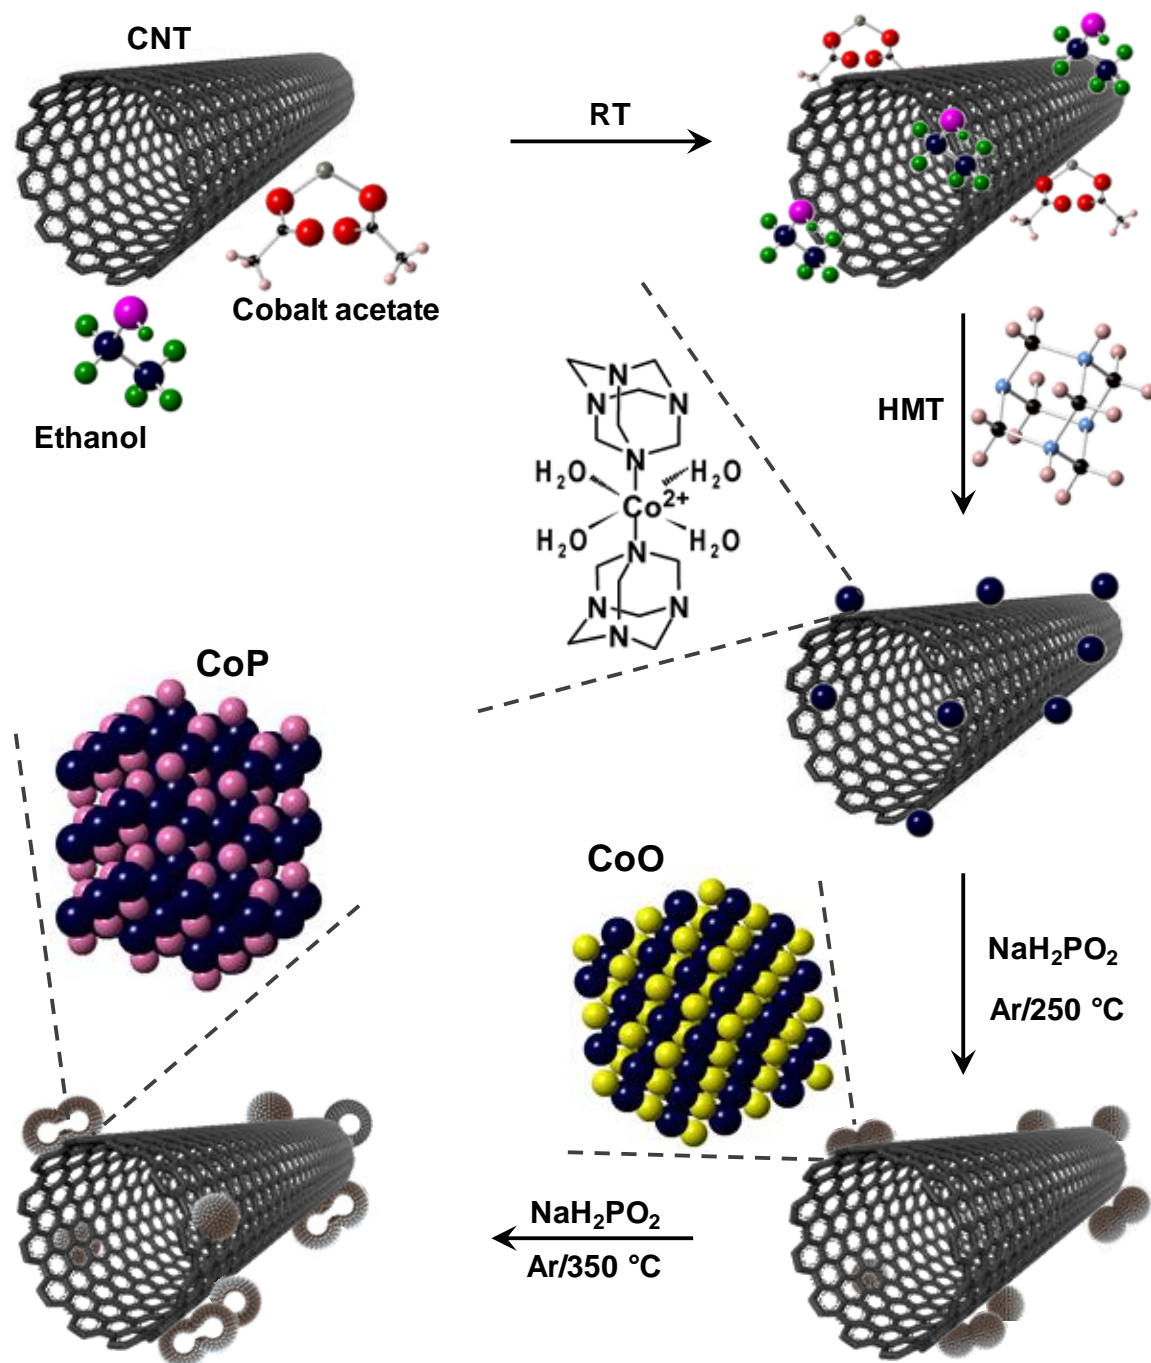 CNT
RT
Cobalt acetate
Ethanol
HMT
N
N N
N
H₂O H₂O
Co²⁺
H₂O H₂O
N
N N
N
CoP
CoO
NaH₂PO₂
Ar/250 °C
NaH₂PO₂
Ar/350 °C